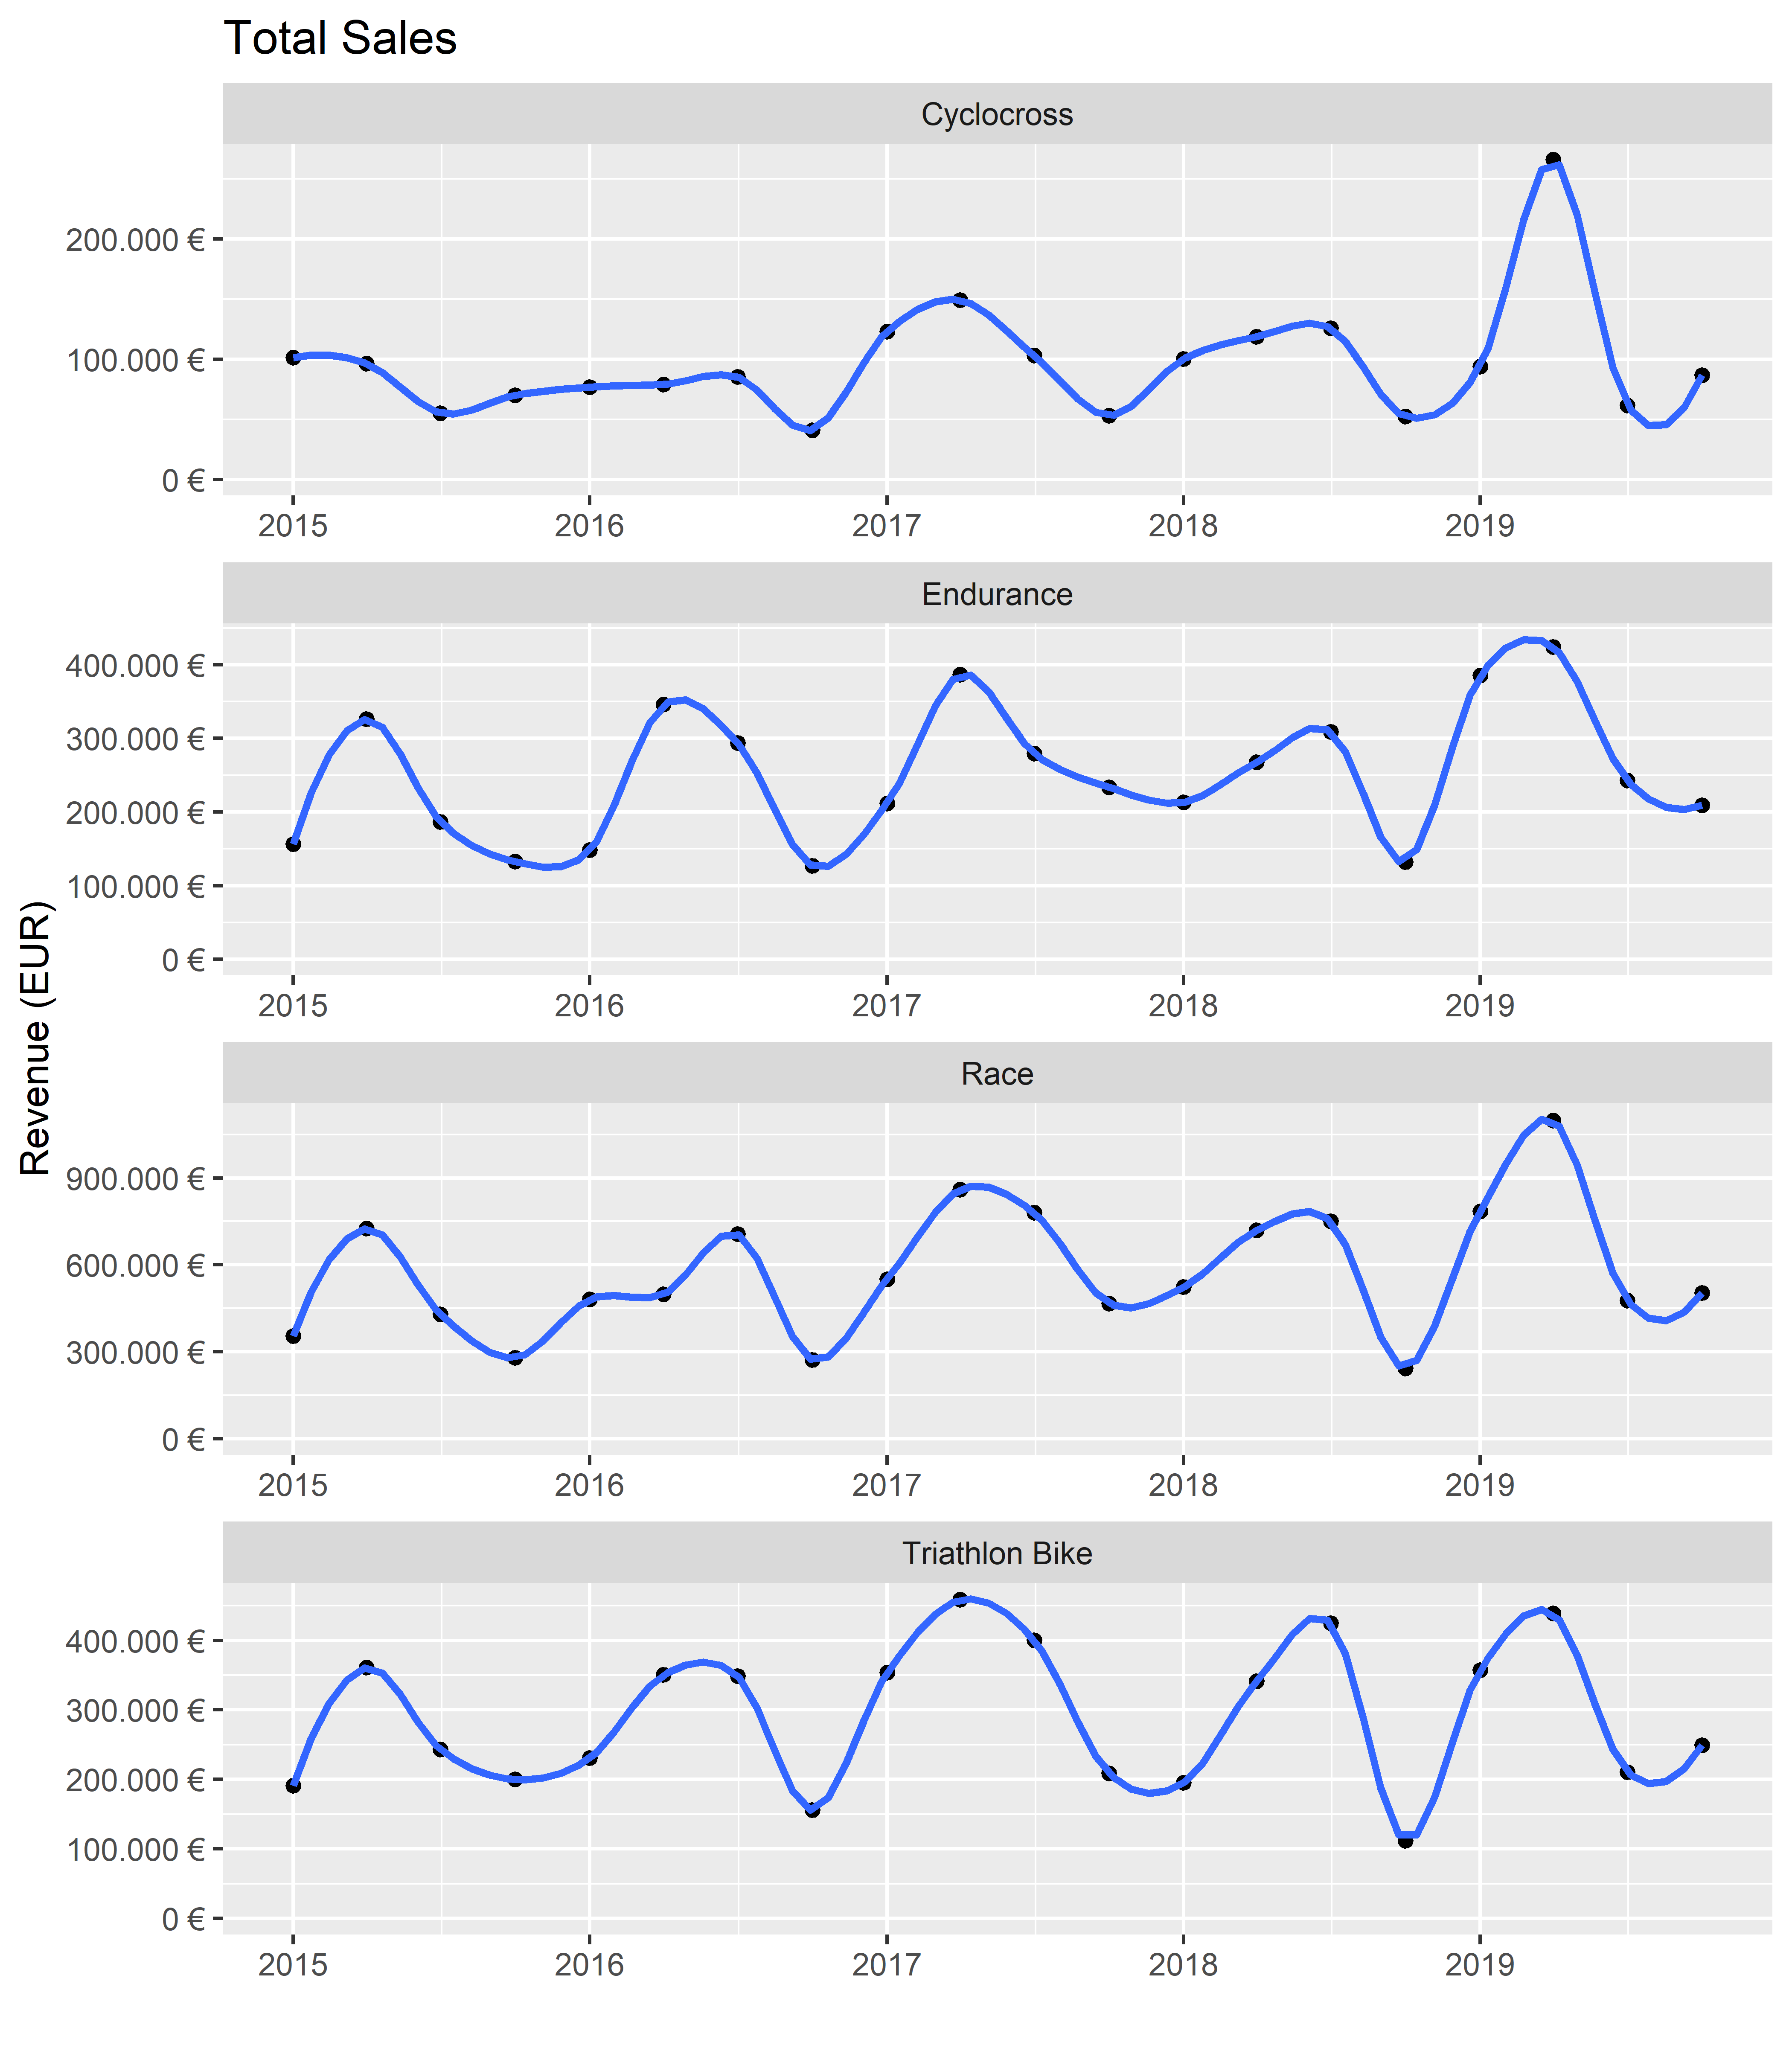 Total Sales
Revenue (EUR)
Cyclocross
200.000 €
100.000 €
0 €
2015 2016 2017 2018 2019
Endurance
400.000 €
300.000 €
200.000 €
100.000 €
0 €
2015 2016 2017 2018 2019
Race
900.000 €
600.000 €
300.000 €
0 €
2015 2016 2017 2018 2019
Triathlon Bike
400.000 €
300.000 €
200.000 €
100.000 €
0 €
2015 2016 2017 2018 2019